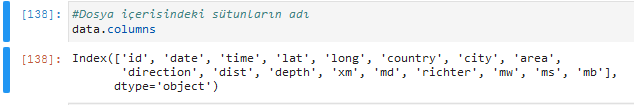 [138]: #Dosya içerisindeki sütunların adı
data.columns
[138]: Index(['id', 'date', 'time', 'lat', 'long', 'country', 'city', 'area',
'direction', 'dist', 'depth', 'xm', 'md', 'richter', 'mw', 'ms', 'mb'],
dtype='object')